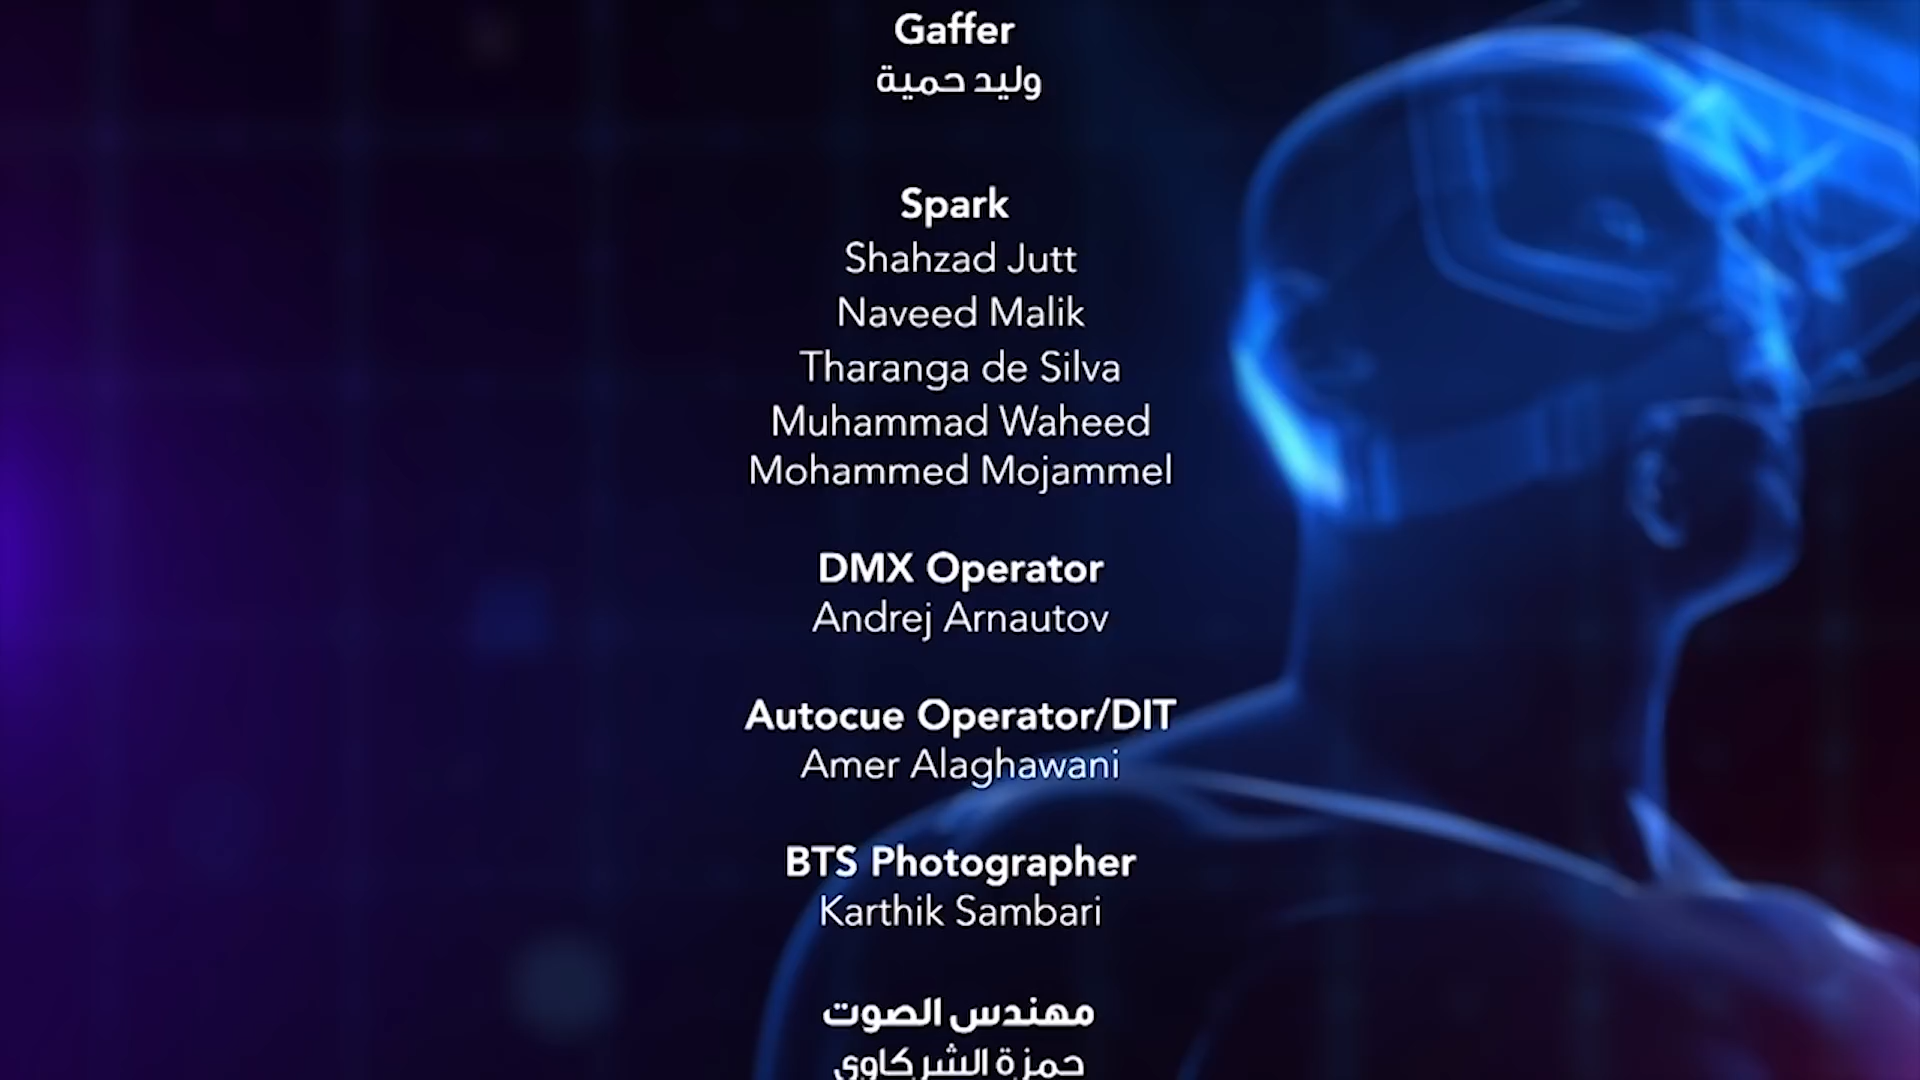 Gaffer
وليد حمية
Spark
Shahzad Jutt
Naveed Malik
Tharanga de Silva
Muhammad Waheed
Mohammed Mojammel
DMX Operator
Andrej Arnautov
Autocue Operator/DIT
Amer Alaghawani
BTS Photographer
Karthik Sambari
مهندس الصوت
حمزة الشركاوي